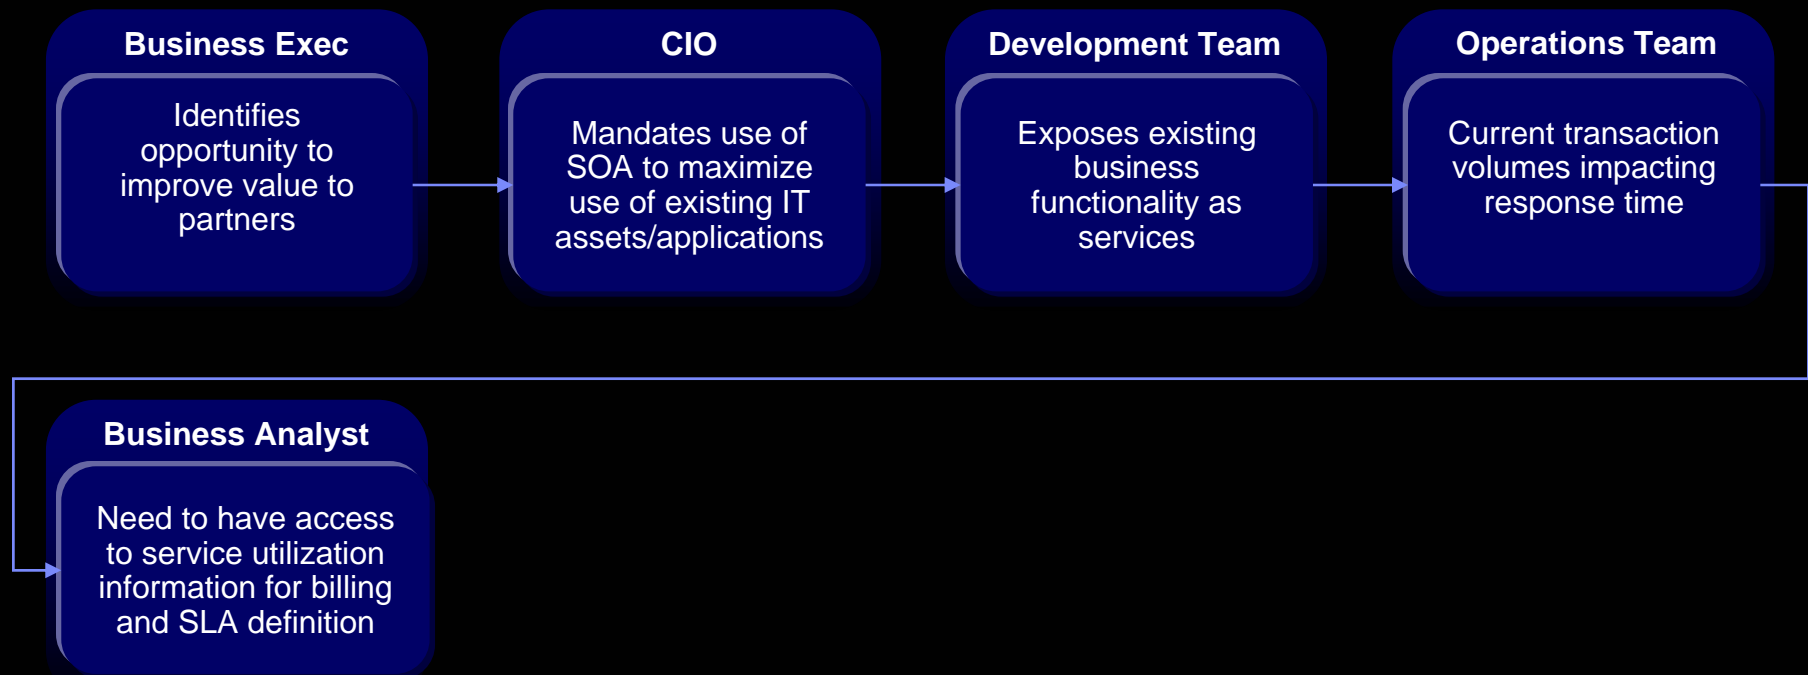 Business Exec
Identifies
opportunity to
improve value to
partners
CIO
Mandates use of
SOA to maximize
use of existing IT
assets/applications
Development Team
Exposes existing
business
functionality as
services
Operations Team
Current transaction
volumes impacting
response time
Business Analyst
Need to have access
to service utilization
information for billing
and SLA definition